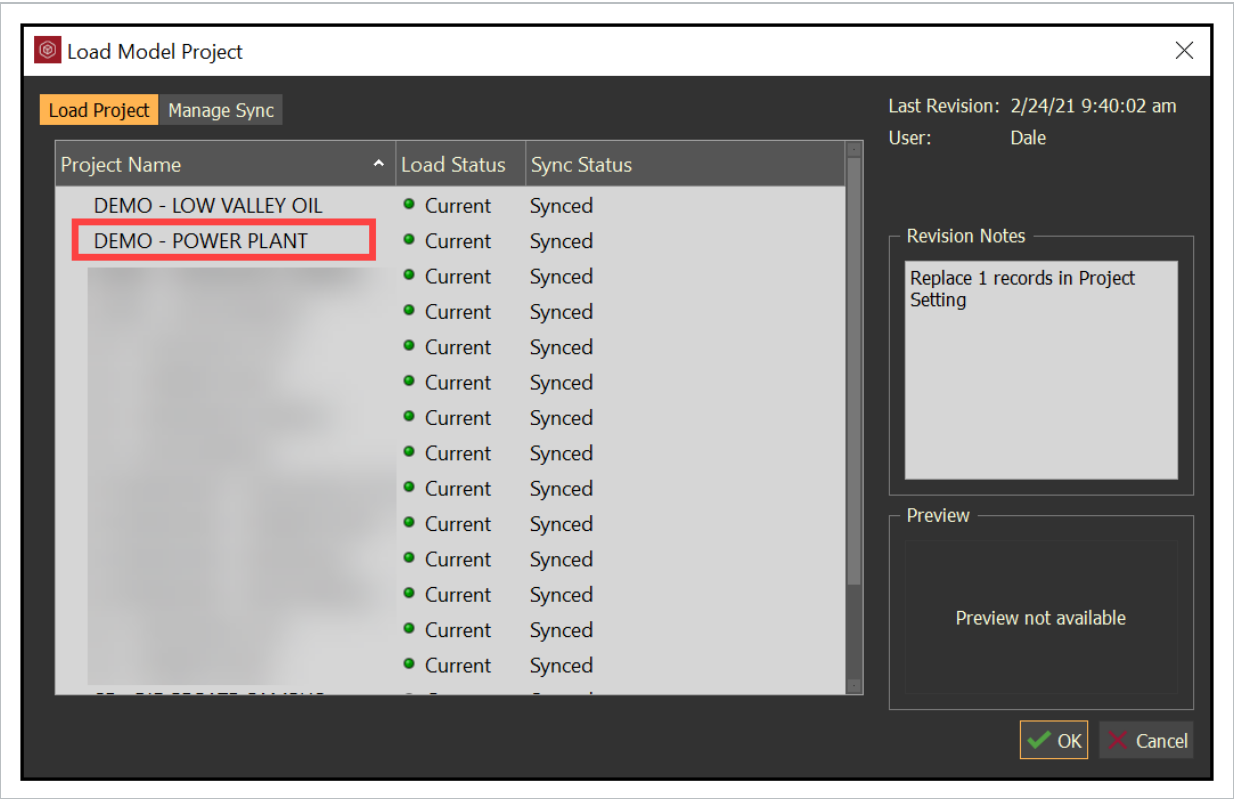 Load Model Project
Load Project Manage Sync
Last Revision: 2/24/21 9:40:02 am
User: Dale
Project Name Load Status Sync Status
DEMO - LOW VALLEY OIL Current Synced
DEMO - POWER PLANT Current Synced
Current Synced
Current Synced
Current Synced
Current Synced
Current Synced
Current Synced
Current Synced
Current Synced
Current Synced
Current Synced
Current Synced
Current Synced
Revision Notes
Replace 1 records in Project
Setting
Preview
Preview not available
OK Cancel